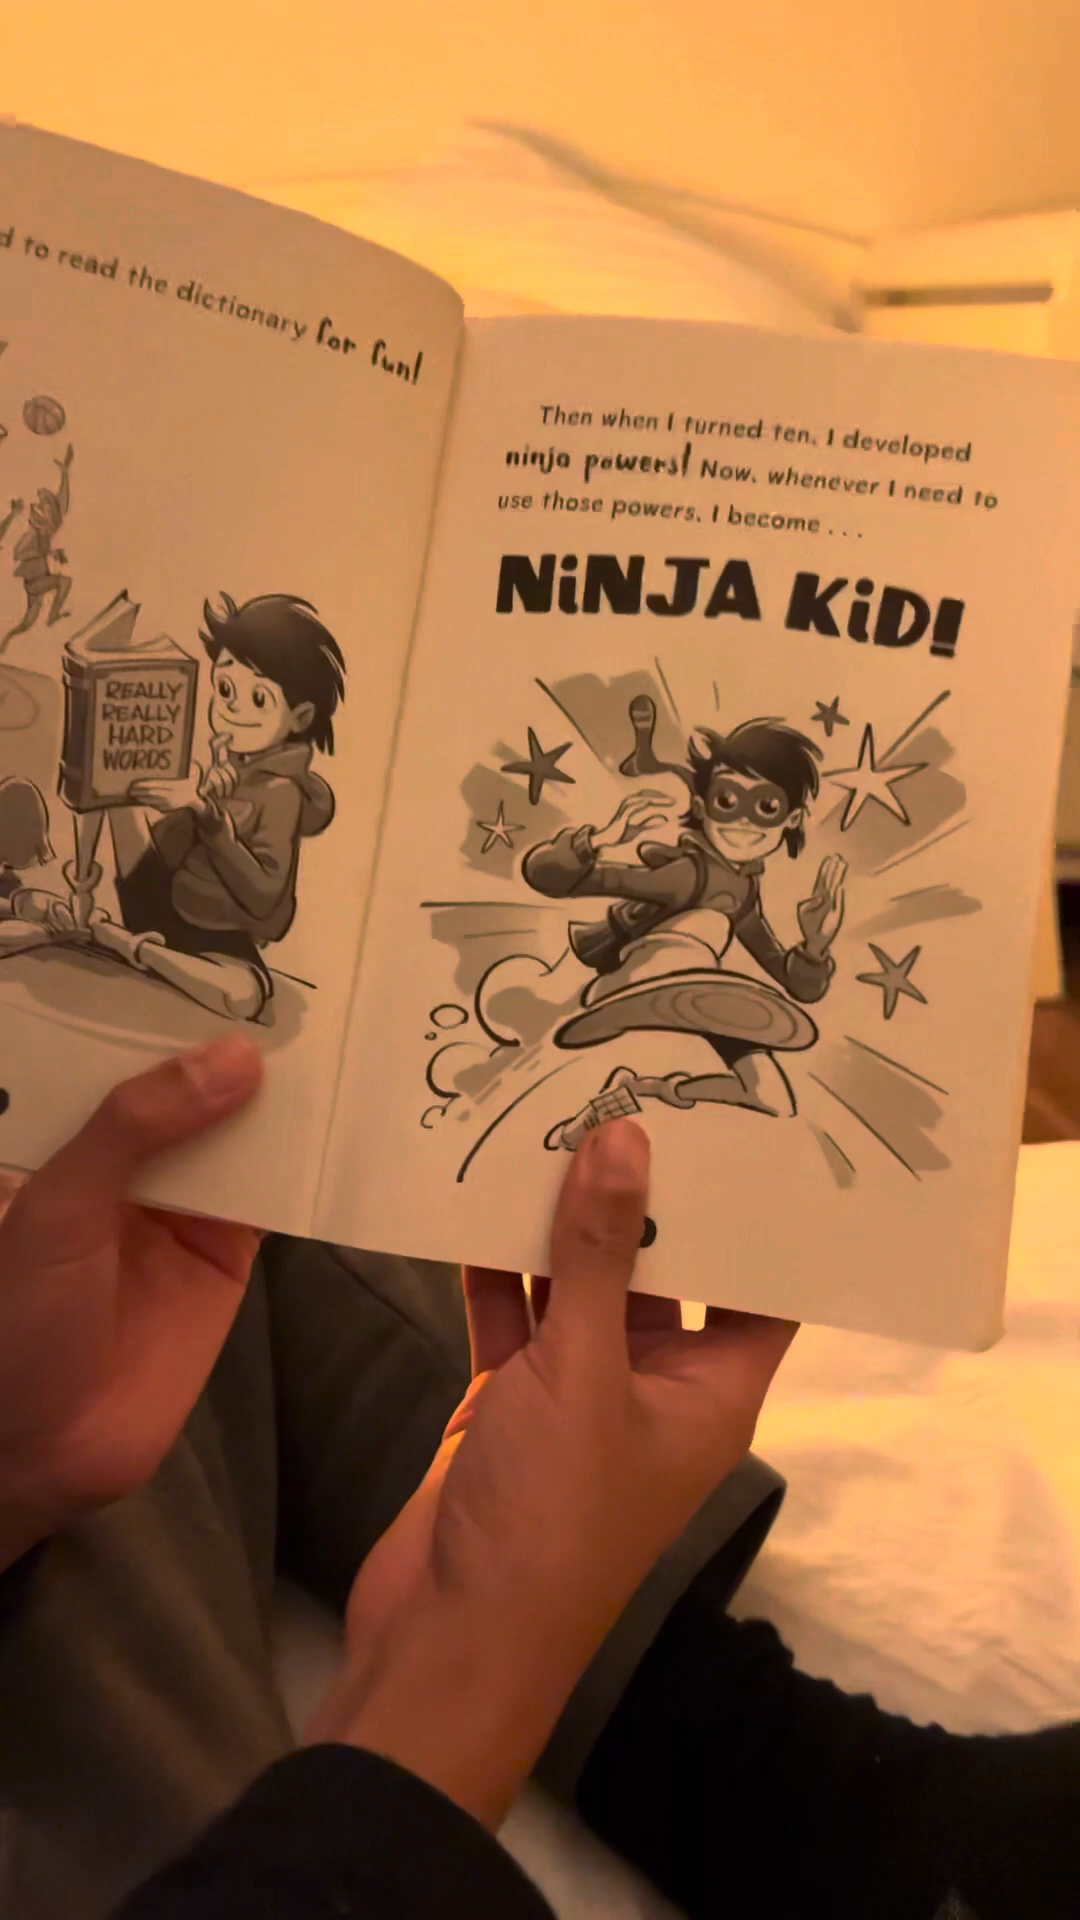 d to read the dictionary for fun!
REALLY
REALLY
HARD
WORDS
Then when I turned ten, I developed
ninja powers! Now, whenever I need to
use those powers, I become . . .
NiNJA KiD!